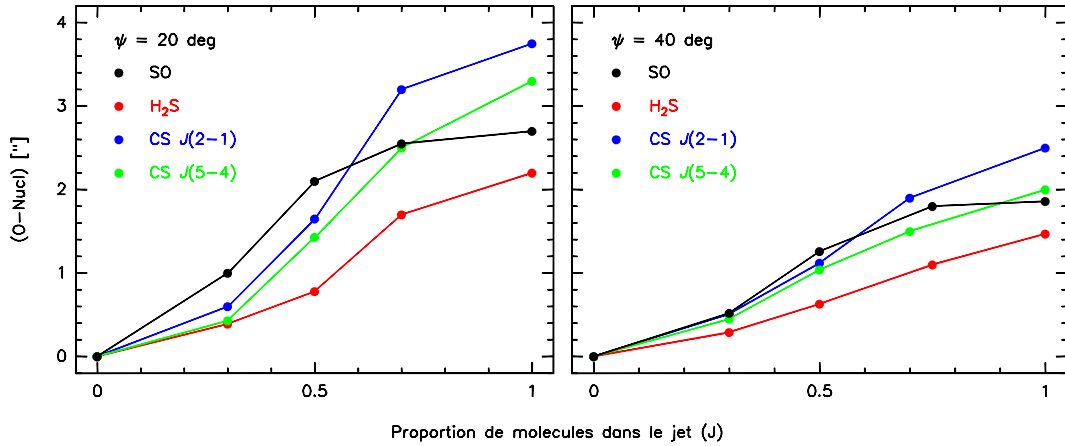 4
3
2
1
0
(O-Nucl) ["]
ψ = 20 deg
SO
H₂S
CS J(2-1)
CS J(5-4)
0
0.5
1
ψ = 40 deg
SO
H₂S
CS J(2-1)
CS J(5-4)
0
0.5
1
Proportion de molecules dans le jet (J)